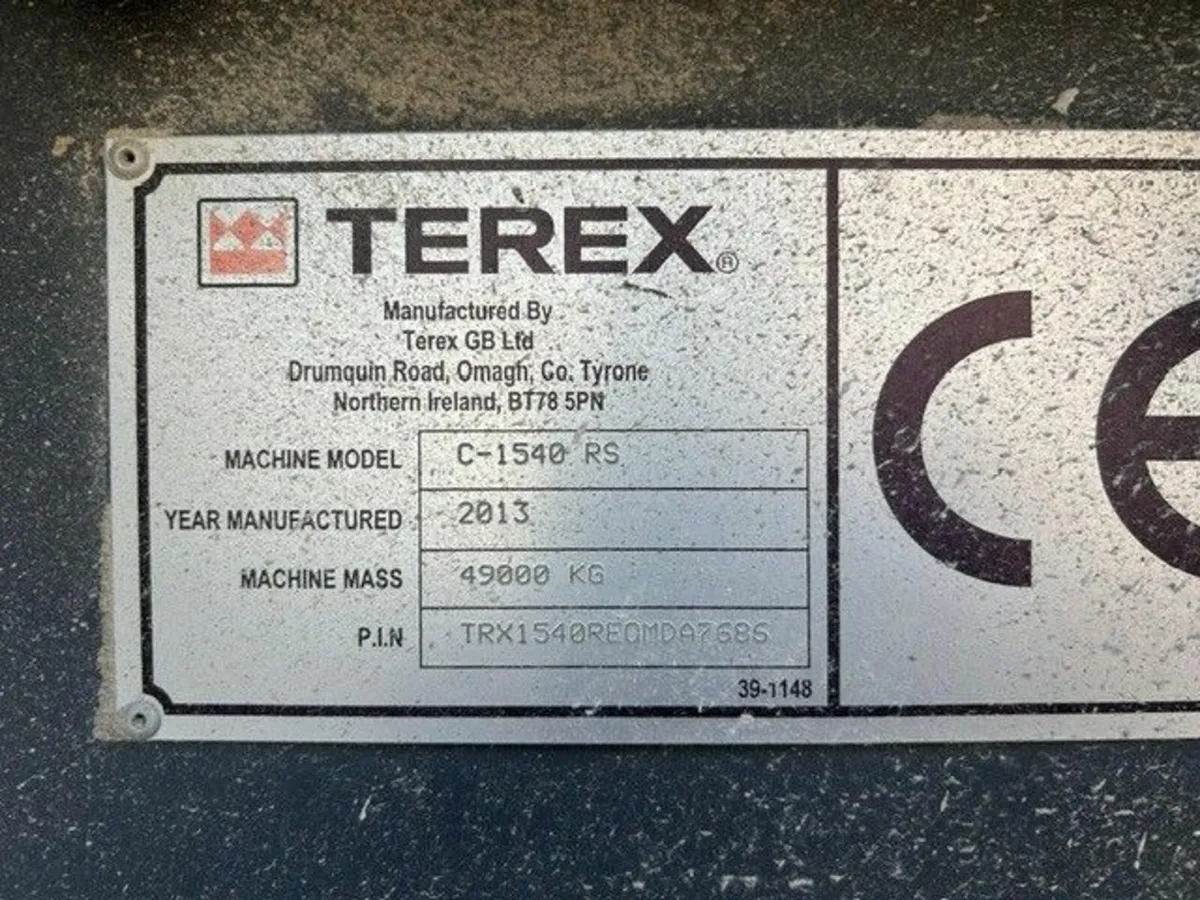 TEREX®
Manufactured By
Terex GB Ltd
Drumquin Road, Omagh, Co. Tyrone
Northern Ireland, BT78 5PN
MACHINE MODEL C-1540 RS
YEAR MANUFACTURED 2013
MACHINE MASS 49000 KG
P.I.N
39-1148
CE